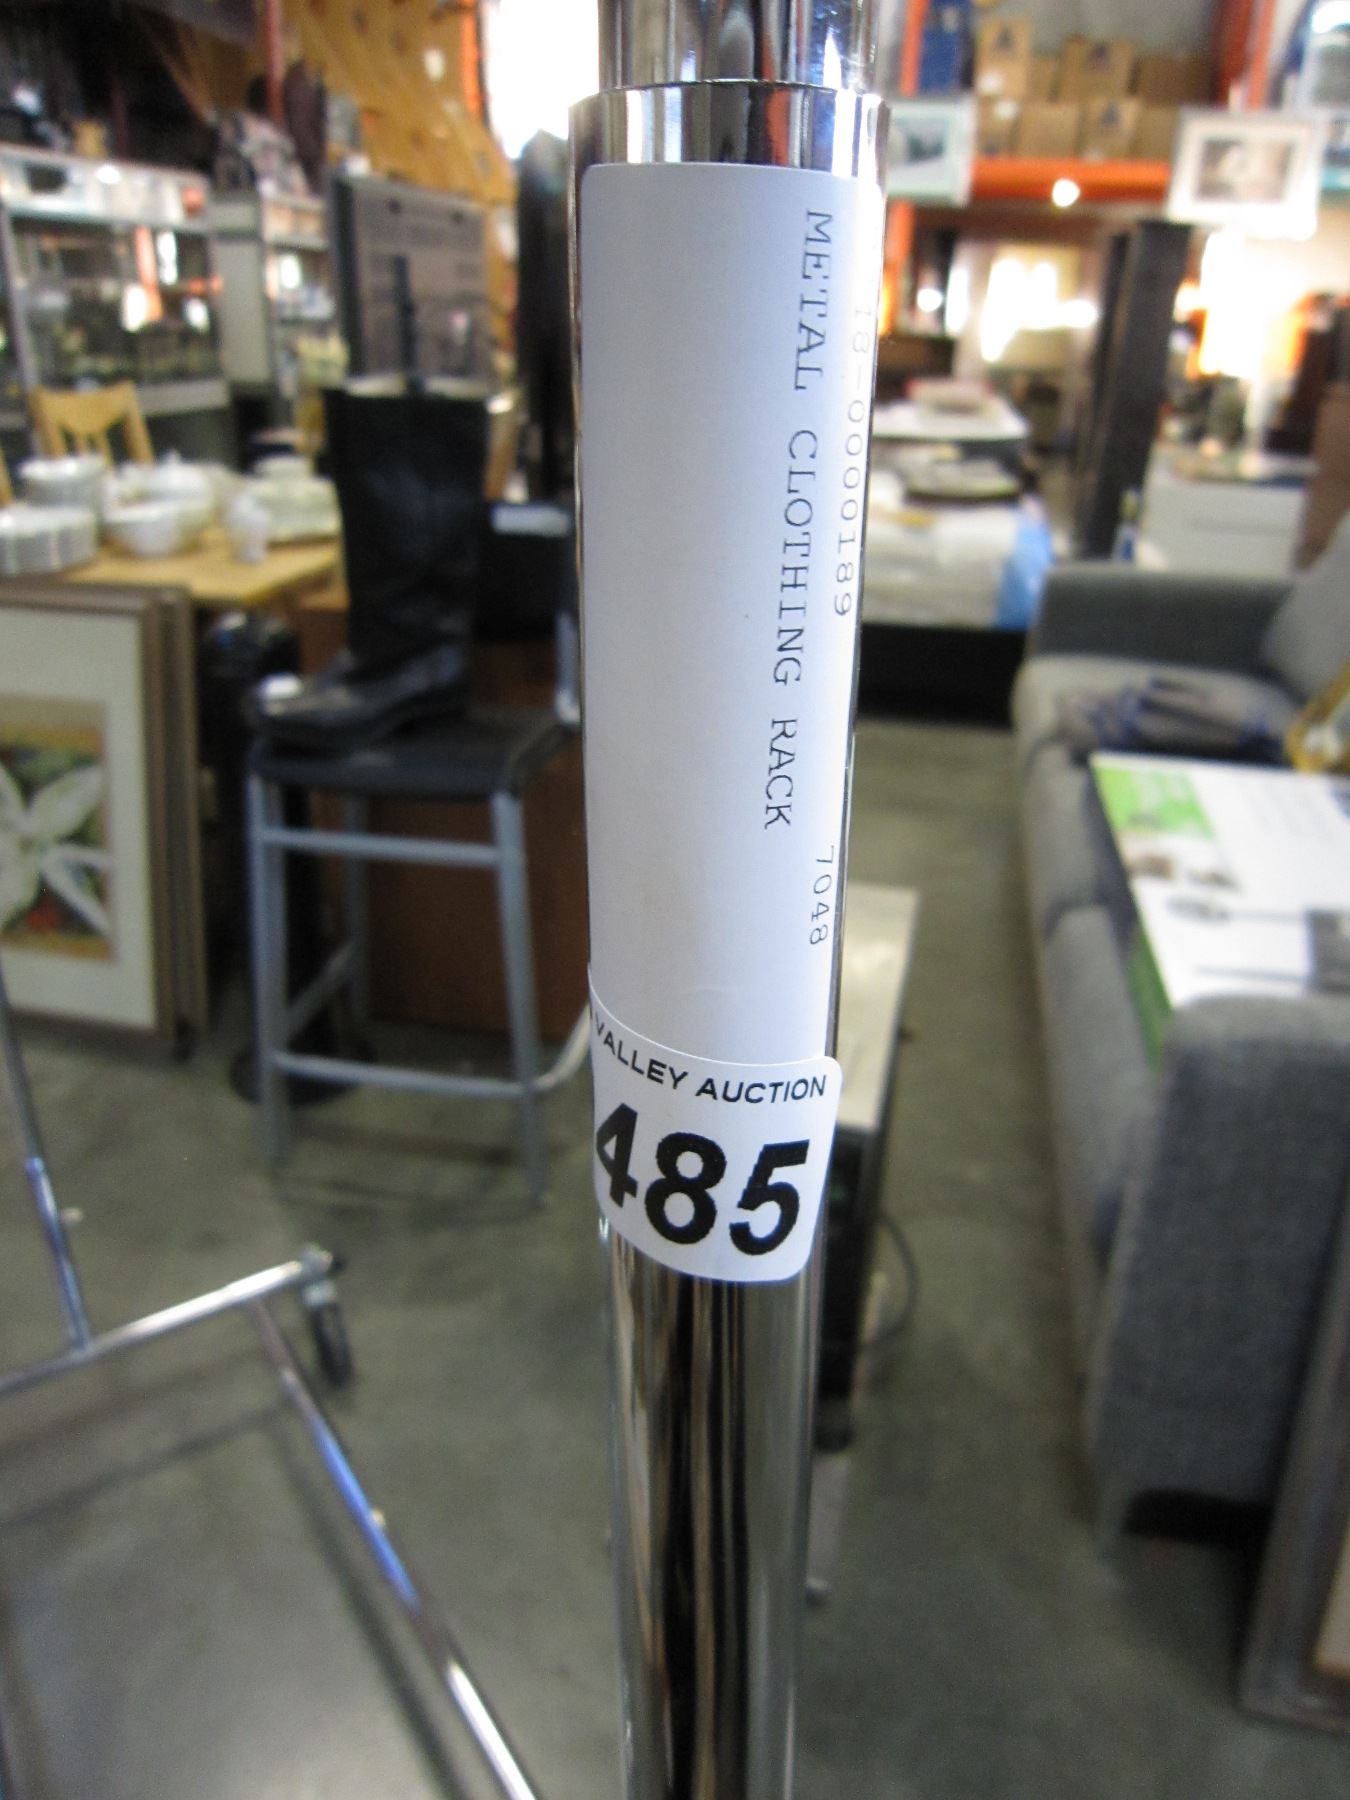 18-0000189
METAL CLOTHING RACK
7048
VALLEY AUCTION
485